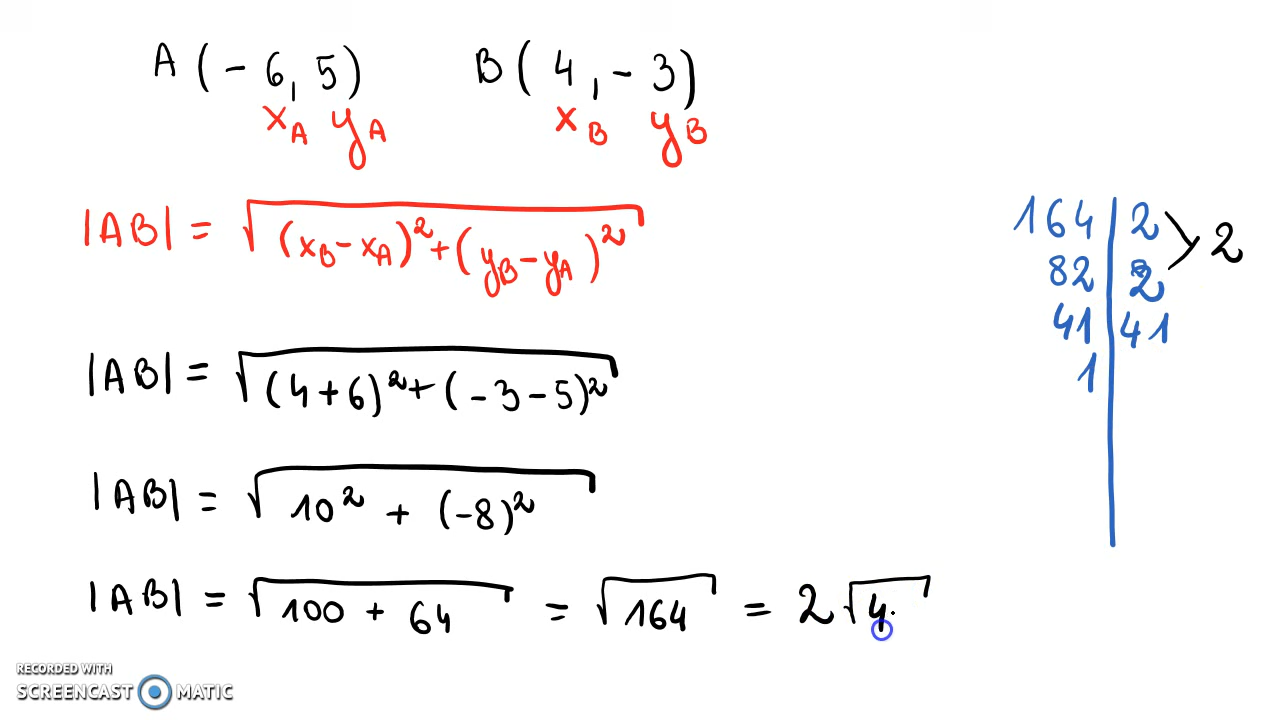 A (-6, 5) B (4, -3)
x_A y_A x_B y_B
|AB| = √((x_B - x_A)² + (y_B - y_A)²)
|AB| = √((4+6)² + (-3-5)²)
|AB| = √(10² + (-8)²)
|AB| = √(100 + 64) = √164 = 2√4
164 | 2 > 2
82 | 2
41 | 41
1 |
RECORDED WITH
SCREENCAST MATIC